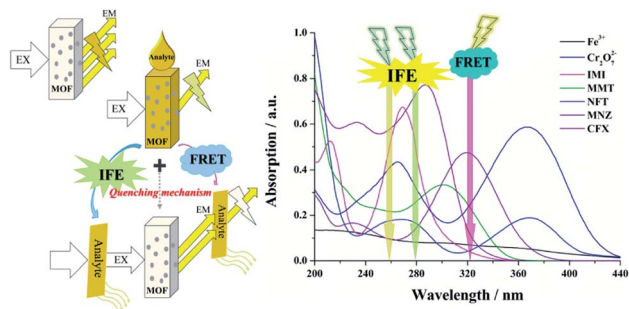 EM
EX
MOF
Analyte
EM
EX
MOF
IFE
FRET
+
Quenching mechanism
EM
Analyte
Analyte
EX
MOF
IFE
FRET
Fe3+
Cr2O7 2-
IMI
MMT
NFT
MNZ
CFX
Absorption / a.u.
1.0
0.8
0.6
0.4
0.2
0.0
200 240 280 320 360 400 440
Wavelength / nm